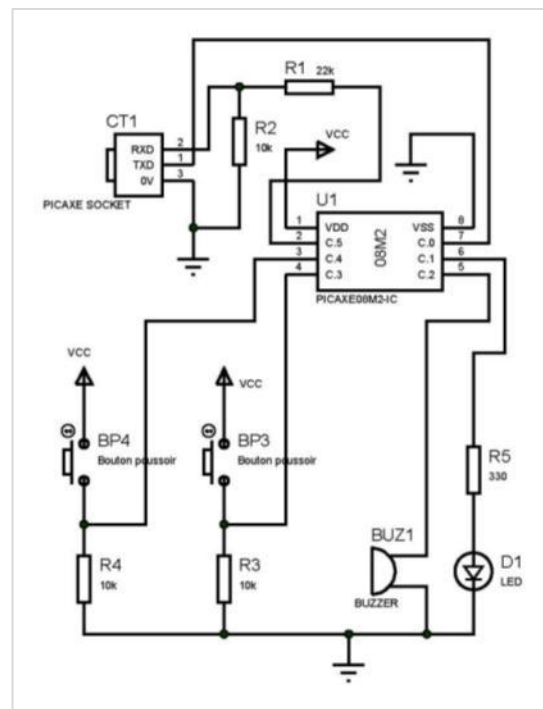 R1 22k
CT1
RXD 2
TXD 1
0V 3
PICAXE SOCKET
R2
10k
VCC
U1
1 VDD VSS 8
2 C.5 C.0 7
3 C.4 C.1 6
4 C.3 C.2 5
08M2
PICAXE08M2-IC
VCC
VCC
BP4
Bouton poussoir
BP3
Bouton poussoir
R5
330
R4
10k
R3
10k
BUZ1
BUZZER
D1
LED